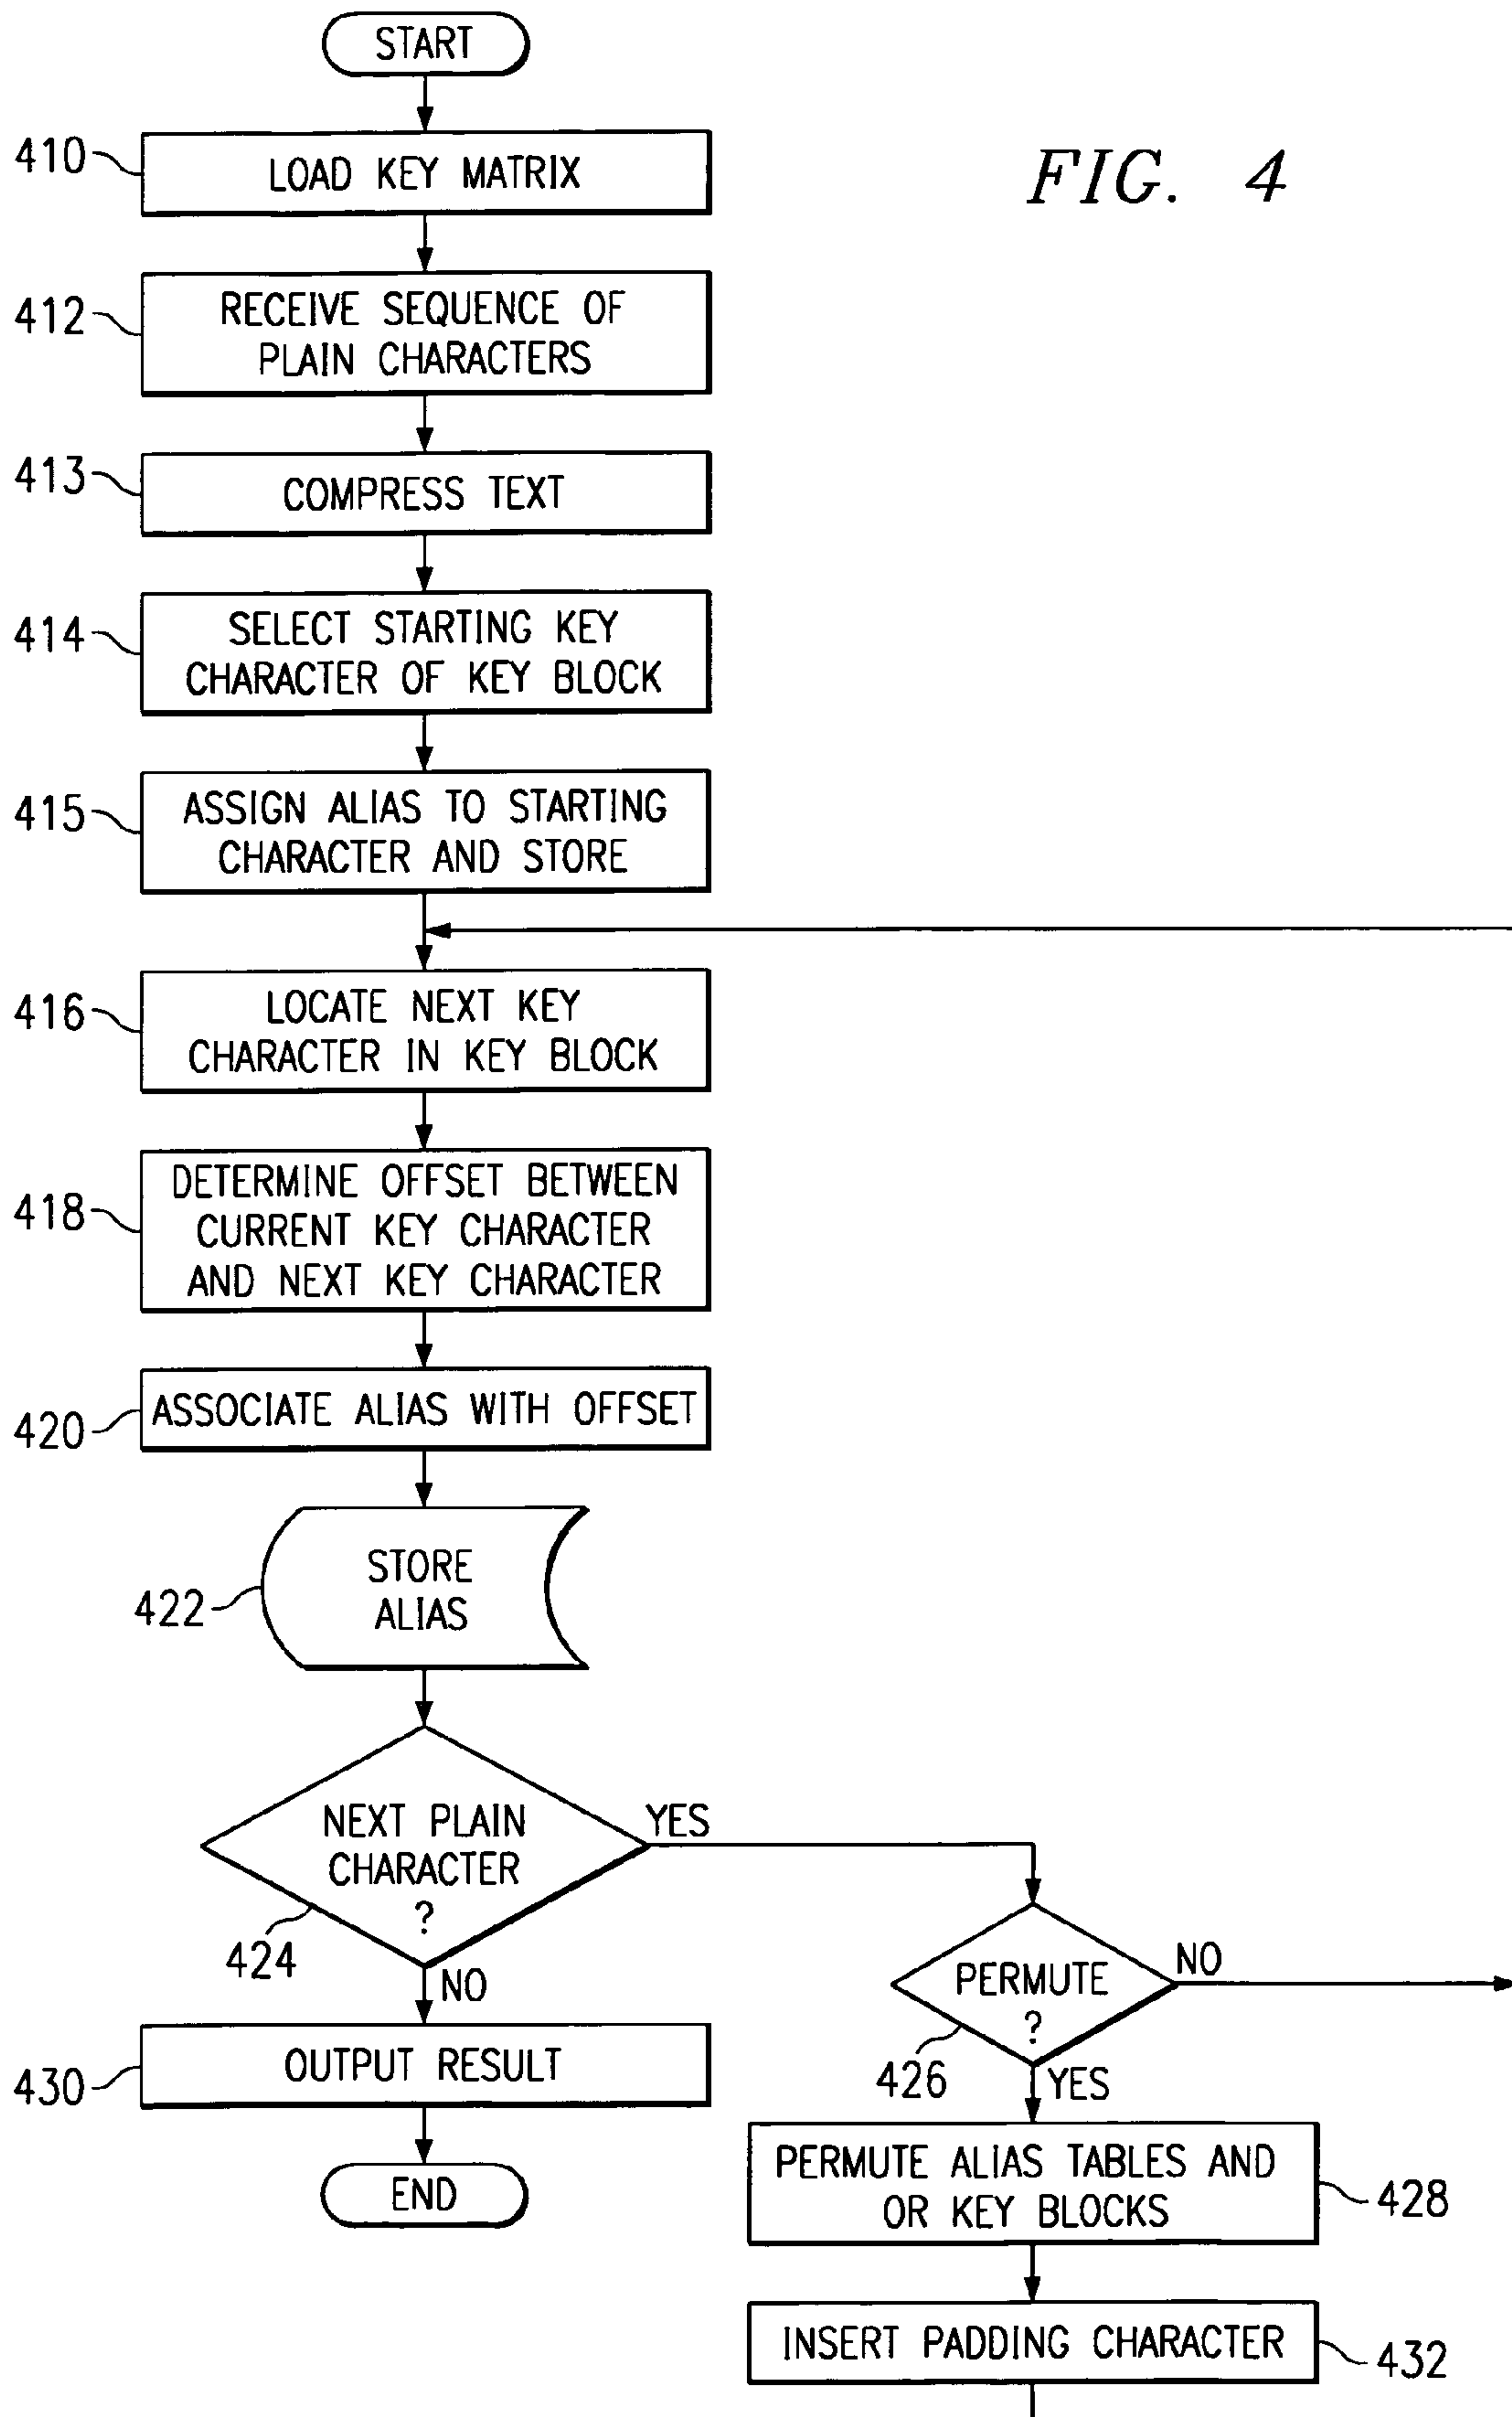 START
FIG. 4
410
LOAD KEY MATRIX
412
RECEIVE SEQUENCE OF
PLAIN CHARACTERS
413
COMPRESS TEXT
414
SELECT STARTING KEY
CHARACTER OF KEY BLOCK
415
ASSIGN ALIAS TO STARTING
CHARACTER AND STORE
416
LOCATE NEXT KEY
CHARACTER IN KEY BLOCK
418
DETERMINE OFFSET BETWEEN
CURRENT KEY CHARACTER
AND NEXT KEY CHARACTER
420
ASSOCIATE ALIAS WITH OFFSET
422
STORE
ALIAS
NEXT PLAIN
CHARACTER
?
424
YES
NO
PERMUTE
?
426
NO
YES
430
OUTPUT RESULT
END
PERMUTE ALIAS TABLES AND
OR KEY BLOCKS
428
INSERT PADDING CHARACTER
432